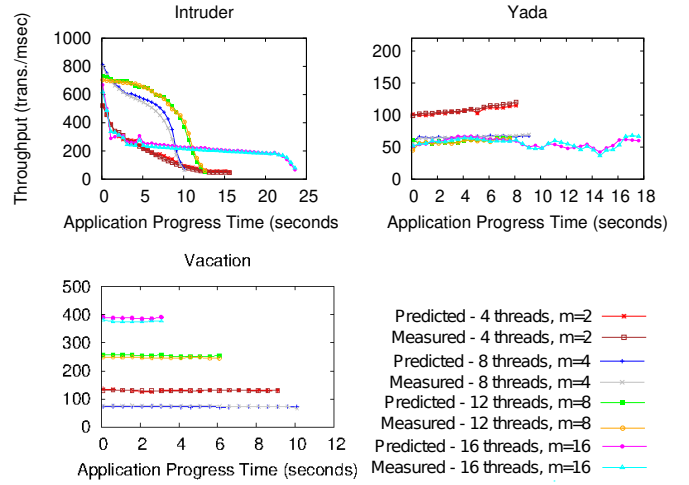 Intruder
Throughput (trans./msec)
1000
800
600
400
200
0
0 5 10 15 20 25
Application Progress Time (seconds
Yada
200
150
100
50
0
0 2 4 6 8 10 12 14 16 18
Application Progress Time (seconds)
Vacation
500
400
300
200
100
0
0 2 4 6 8 10 12
Application Progress Time (seconds)
Predicted - 4 threads, m=2
Measured - 4 threads, m=2
Predicted - 8 threads, m=4
Measured - 8 threads, m=4
Predicted - 12 threads, m=8
Measured - 12 threads, m=8
Predicted - 16 threads, m=16
Measured - 16 threads, m=16